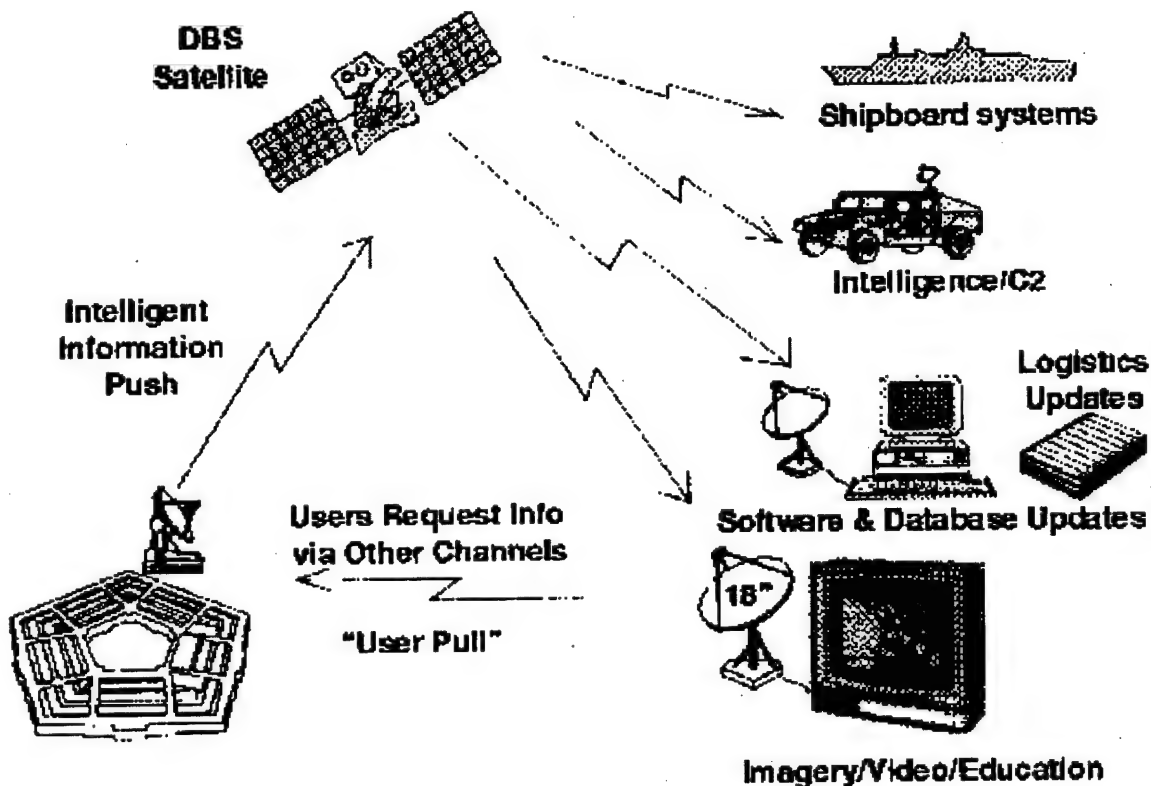 DBS
Satellite
Shipboard systems
Intelligence/C2
Intelligent
Information
Push
Logistics
Updates
Software & Database Updates
Users Request Info
via Other Channels
"User Pull"
18"
Imagery/Video/Education